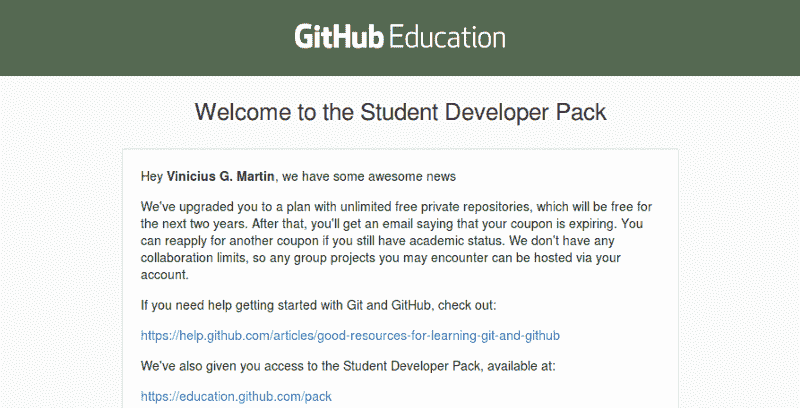 GitHub Education
Welcome to the Student Developer Pack
Hey Vinicius G. Martin, we have some awesome news
We've upgraded you to a plan with unlimited free private repositories, which will be free for
the next two years. After that, you'll get an email saying that your coupon is expiring. You
can reapply for another coupon if you still have academic status. We don't have any
collaboration limits, so any group projects you may encounter can be hosted via your
account.
If you need help getting started with Git and GitHub, check out:
https://help.github.com/articles/good-resources-for-learning-git-and-github
We've also given you access to the Student Developer Pack, available at:
https://education.github.com/pack